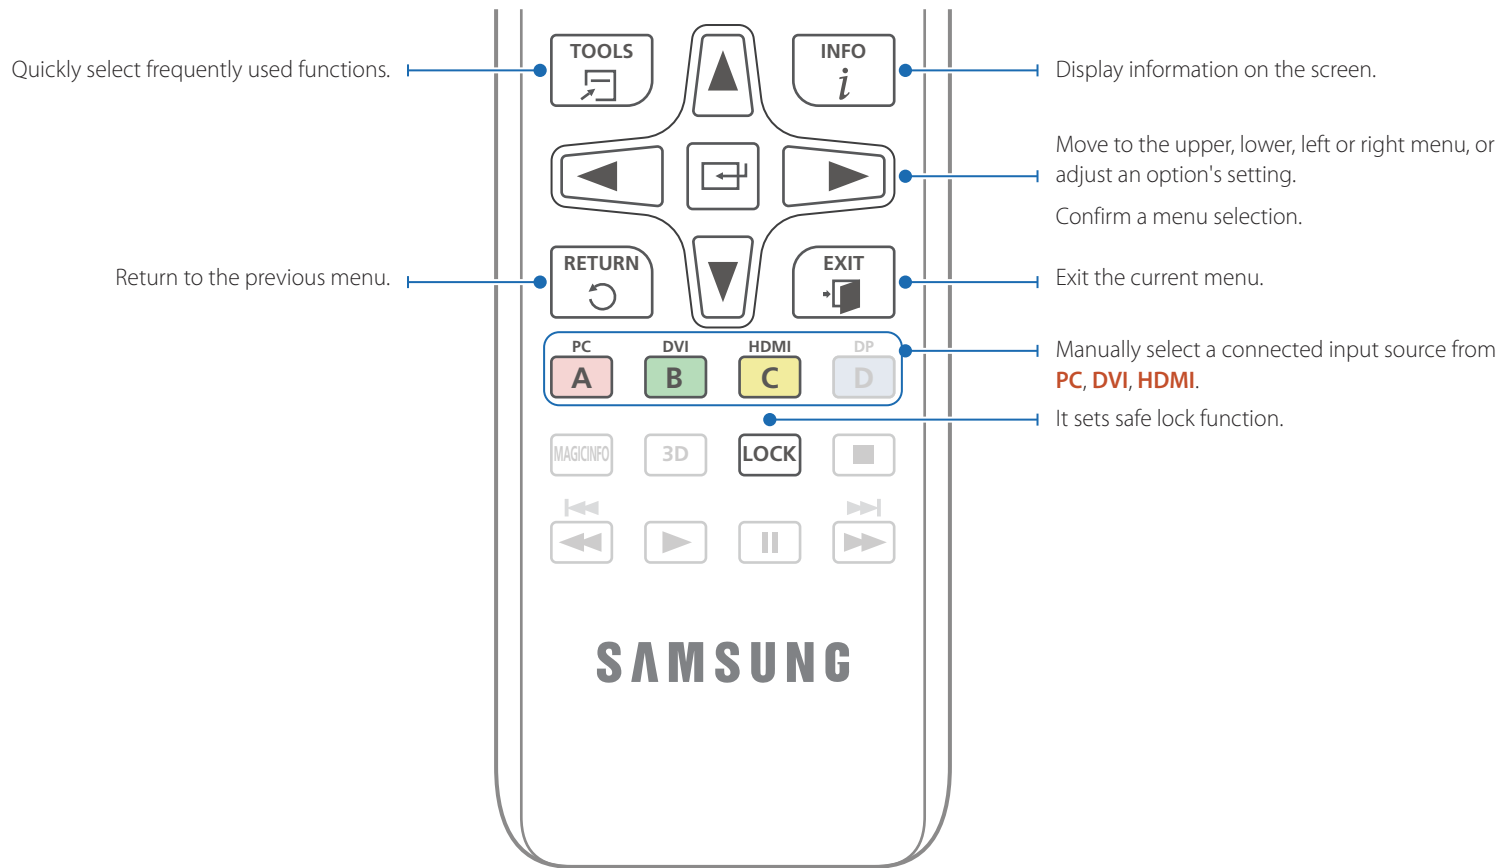 TOOLS
INFO
i
Quickly select frequently used functions.
Display information on the screen.
Move to the upper, lower, left or right menu, or
adjust an option's setting.
Confirm a menu selection.
RETURN
EXIT
Return to the previous menu.
Exit the current menu.
PC DVI HDMI DP
A B C D
Manually select a connected input source from
PC, DVI, HDMI.
It sets safe lock function.
MAGICINFO 3D LOCK
SAMSUNG